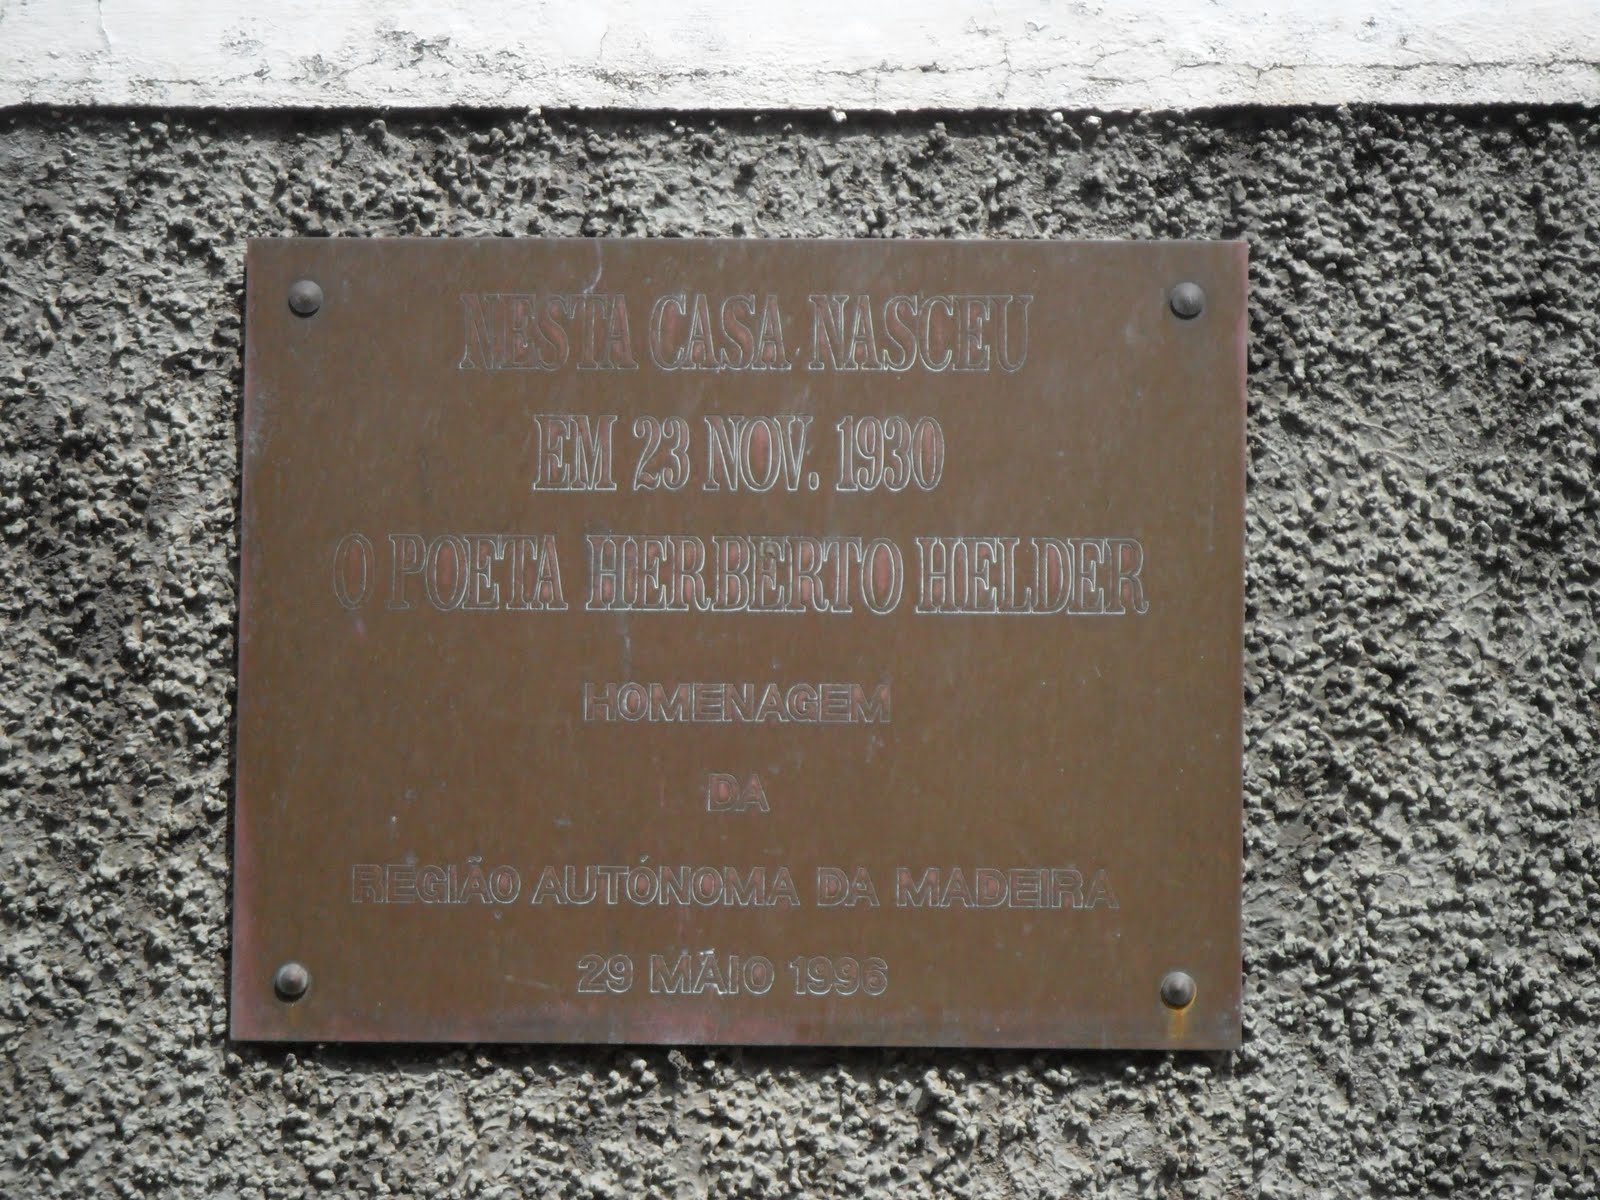 NESTA CASA NASCEU
EM 23 NOV. 1930
O POETA HERBERTO HELDER
HOMENAGEM
DA
REGIÃO AUTÓNOMA DA MADEIRA
29 MAIO 1996